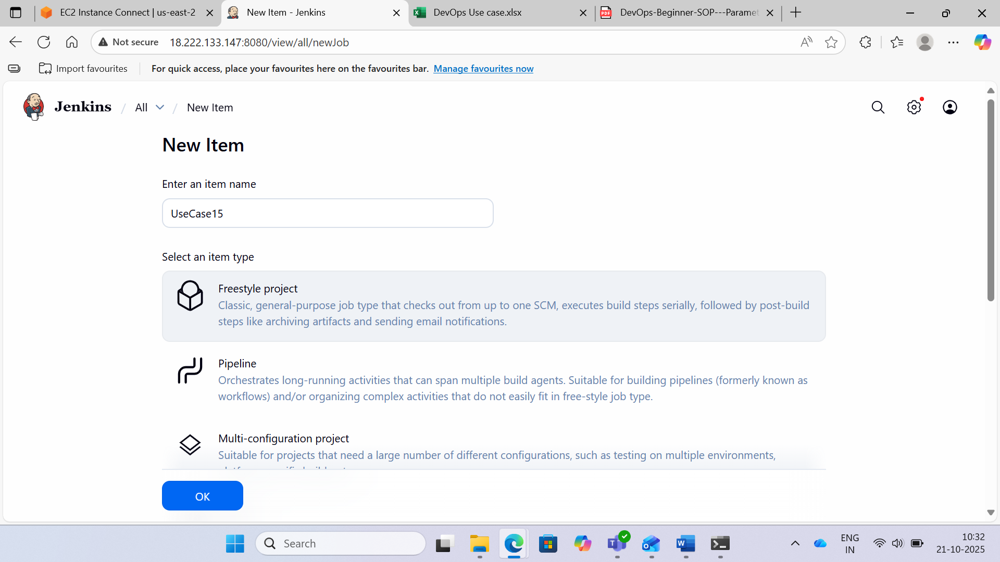 EC2 Instance Connect | us-east-2
New Item - Jenkins
DevOps Use case.xlsx
DevOps-Beginner-SOP---Paramet
Not secure
18.222.133.147:8080/view/all/newJob
Import favourites
For quick access, place your favourites here on the favourites bar. Manage favourites now
Jenkins / All / New Item
New Item
Enter an item name
UseCase15
Select an item type
Freestyle project
Classic, general-purpose job type that checks out from up to one SCM, executes build steps serially, followed by post-build
steps like archiving artifacts and sending email notifications.
Pipeline
Orchestrates long-running activities that can span multiple build agents. Suitable for building pipelines (formerly known as
workflows) and/or organizing complex activities that do not easily fit in free-style job type.
Multi-configuration project
Suitable for projects that need a large number of different configurations, such as testing on multiple environments,
OK
Search
ENG
IN
10:32
21-10-2025